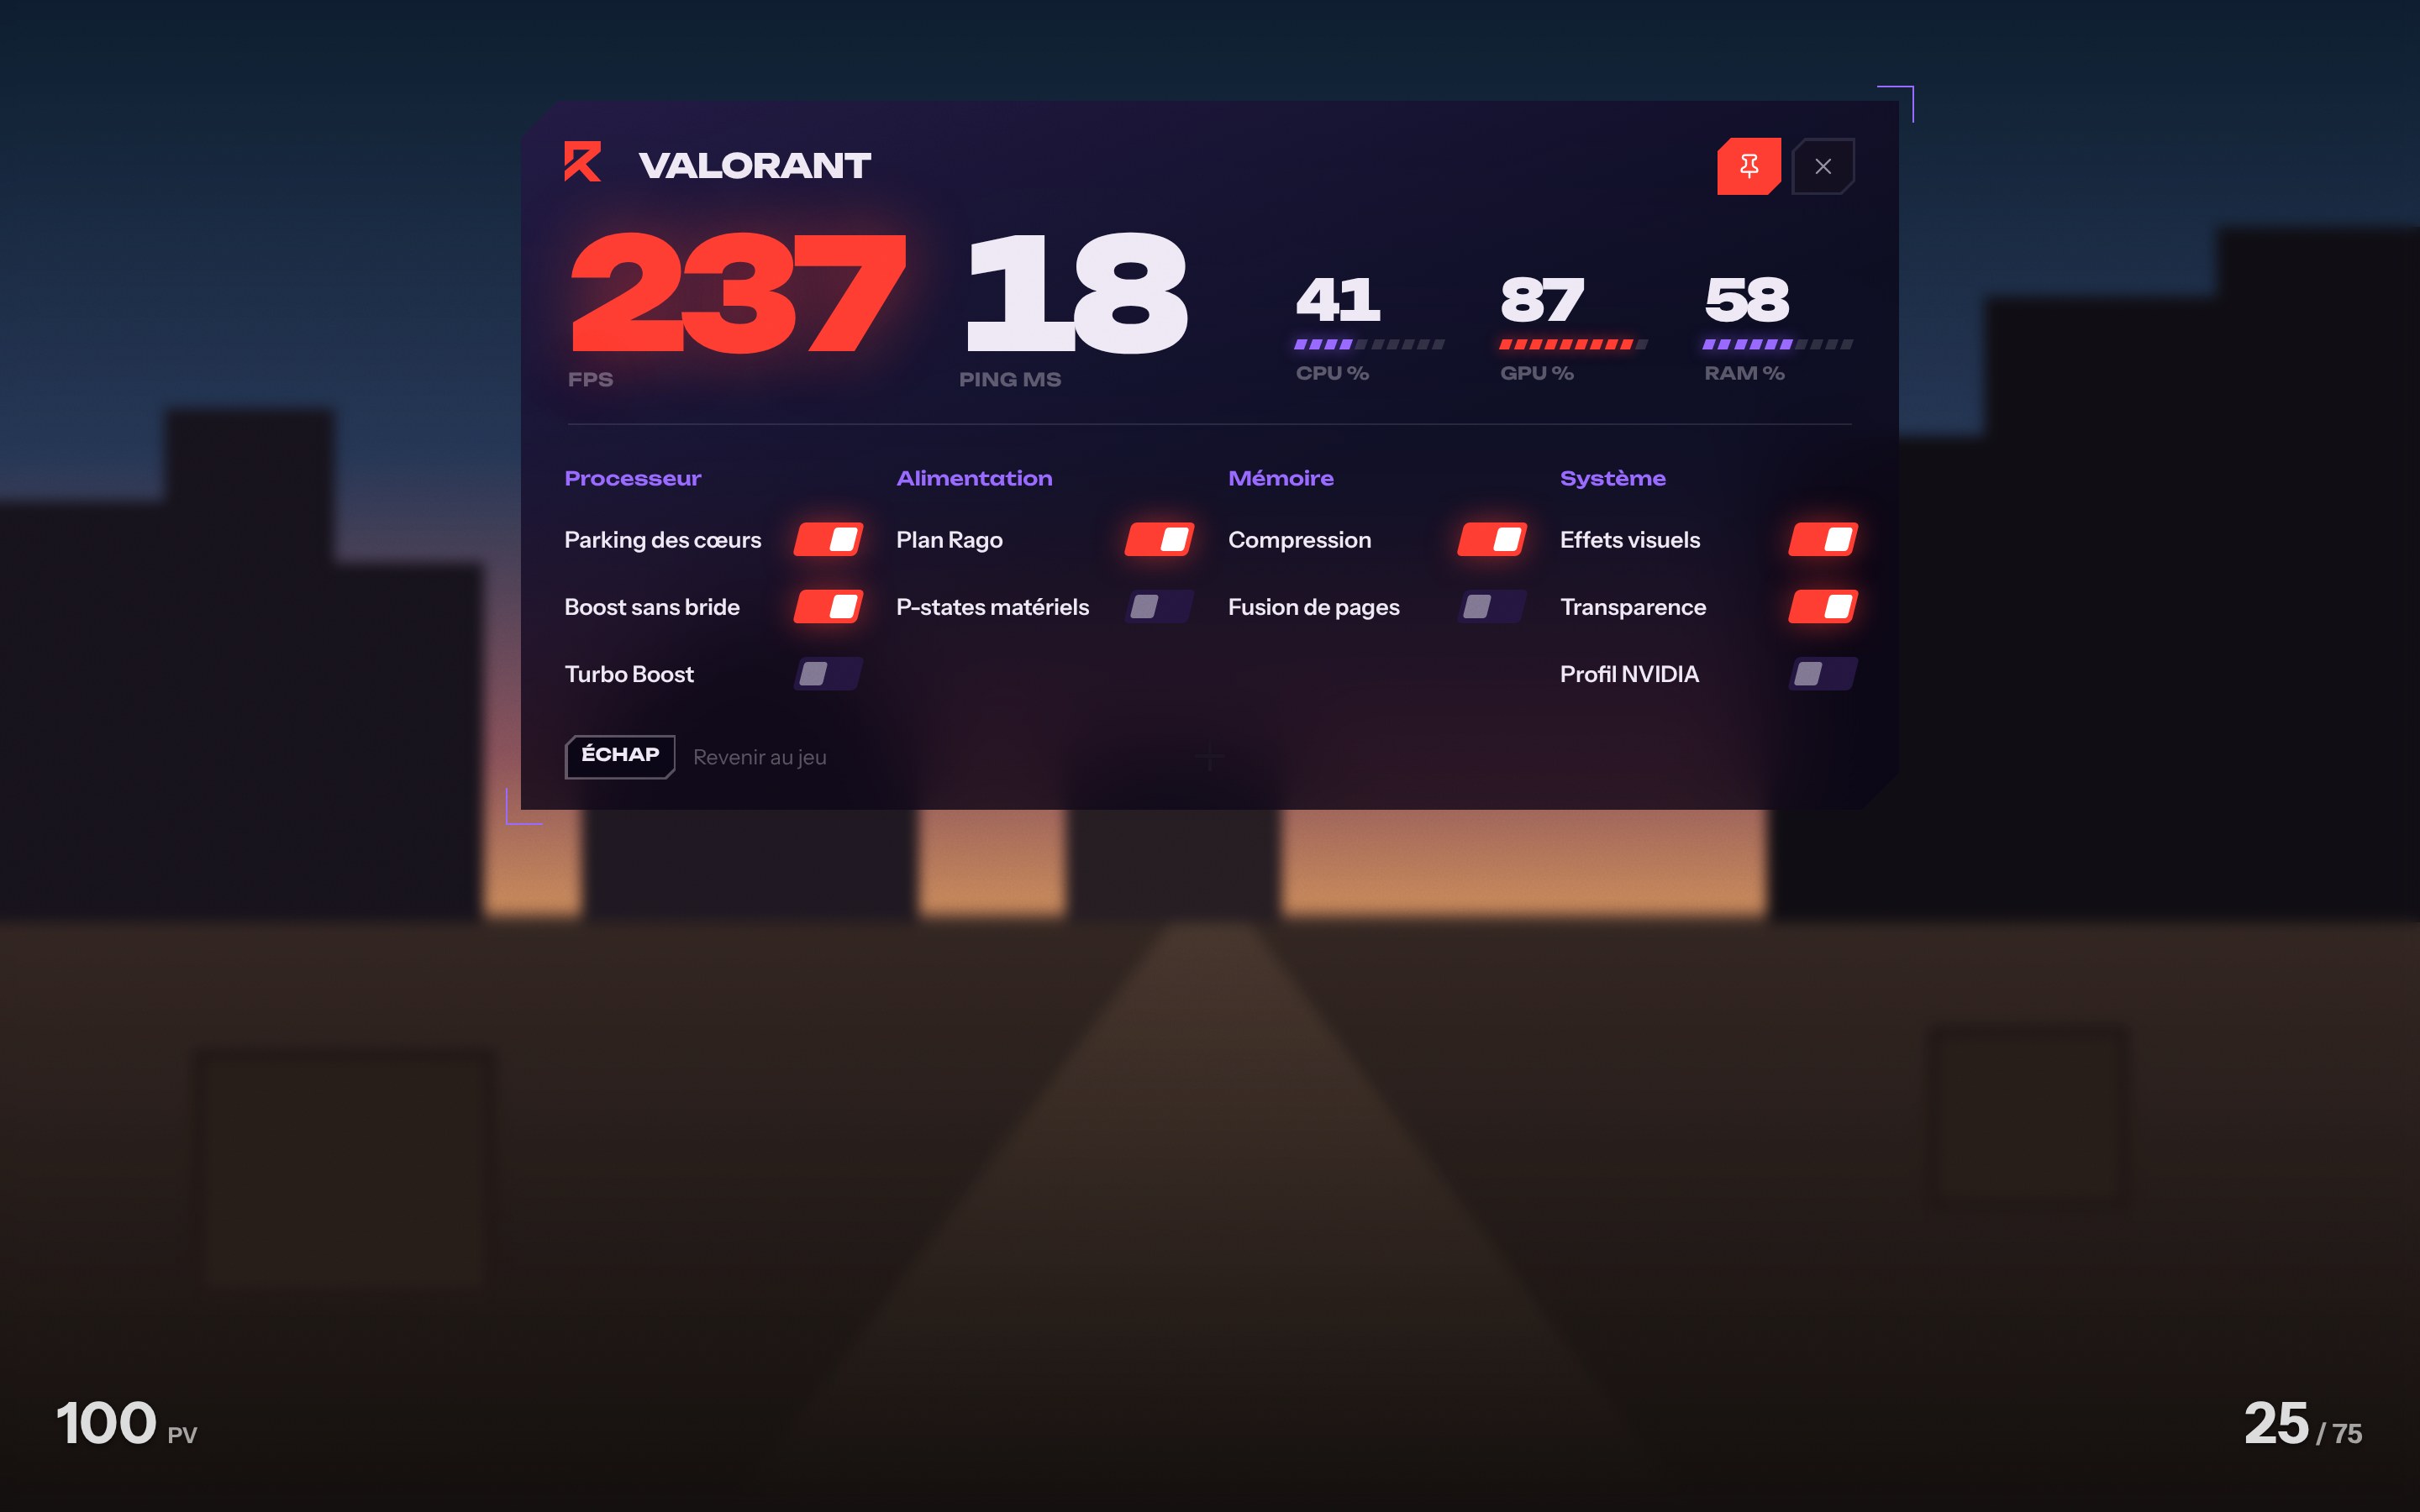 VALORANT
237 18 41 87 58
FPS PING MS CPU % GPU % RAM %
Processeur Alimentation Mémoire Système
Parking des cœurs Plan Rago Compression Effets visuels
Boost sans bride P-states matériels Fusion de pages Transparence
Turbo Boost Profil NVIDIA
ÉCHAP Revenir au jeu
100 PV 25 / 75